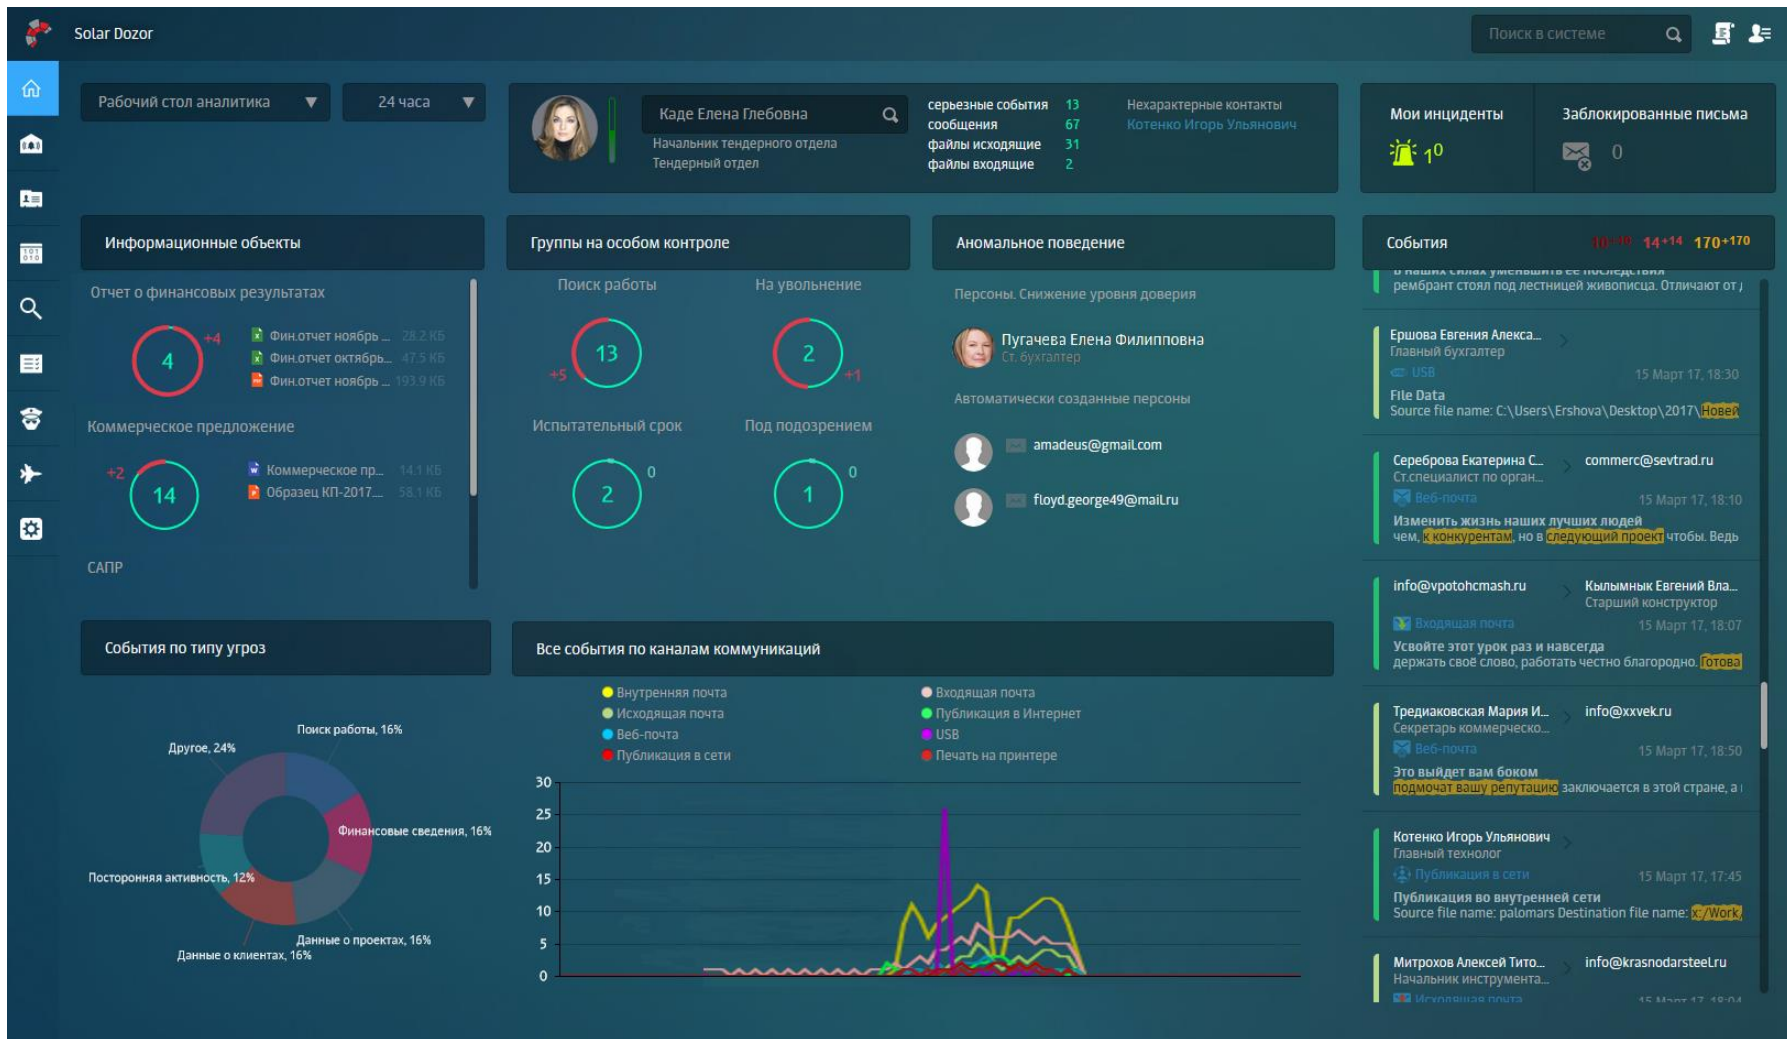 Solar Dozor
Поиск в системе
Рабочий стол аналитика
24 часа
Каде Елена Глебовна
Начальник тендерного отдела
Тендерный отдел
серьезные события 13
сообщения 67
файлы исходящие 31
файлы входящие 2
Нехарактерные контакты
Котенко Игорь Ульянович
Мои инциденты
1 0
Заблокированные письма
0
Информационные объекты
Отчет о финансовых результатах
4 +4
Фин.отчет ноябрь ... 28.2 КБ
Фин.отчет октябрь... 47.5 КБ
Фин.отчет ноябрь ... 193.9 КБ
Коммерческое предложение
+2 14
Коммерческое пр... 14.1 КБ
Образец КП-2017.... 58.1 КБ
САПР
Группы на особом контроле
Поиск работы
13 +5
На увольнение
2 +1
Испытательный срок
2 0
Под подозрением
1 0
Аномальное поведение
Персоны. Снижение уровня доверия
Пугачева Елена Филипповна
Ст. бухгалтер
Автоматически созданные персоны
amadeus@gmail.com
floyd.george49@mail.ru
События
14+14 170+170
в наших силах уменьшить ее последствия
рембрант стоял под лестницей живописца. Отличают от
Ершова Евгения Алекса...
Главный бухгалтер
USB
15 Март 17, 18:30
File Data
Source file name: C:\Users\Ershova\Desktop\2017\Новей
Сереброва Екатерина С... commerc@sevtrad.ru
Ст.специалист по орган...
Веб-почта
15 Март 17, 18:10
Изменить жизнь наших лучших людей
чем, к конкурентам, но в следующий проект чтобы. Ведь
info@vpotohcmash.ru Кылымнык Евгений Вла...
Старший конструктор
Входящая почта
15 Март 17, 18:07
Усвойте этот урок раз и навсегда
держать своё слово, работать честно благородно. Готова
Тредиаковская Мария И... info@xxvek.ru
Секретарь коммерческо...
Веб-почта
15 Март 17, 18:50
Это выйдет вам боком
подмочат вашу репутацию заключается в этой стране, а
Котенко Игорь Ульянович
Главный технолог
Публикация в сети
15 Март 17, 17:45
Публикация во внутренней сети
Source file name: palomars Destination file name: x:/Work/
Митрохов Алексей Тито... info@krasnodarsteel.ru
Начальник инструмента...
Исходящая почта
15 Март 17, 18:04
События по типу угроз
Поиск работы, 16%
Другое, 24%
Финансовые сведения, 16%
Посторонняя активность, 12%
Данные о проектах, 16%
Данные о клиентах, 16%
Все события по каналам коммуникаций
Внутренняя почта
Входящая почта
Исходящая почта
Публикация в Интернет
Веб-почта
USB
Публикация в сети
Печать на принтере
30
25
20
15
10
5
0